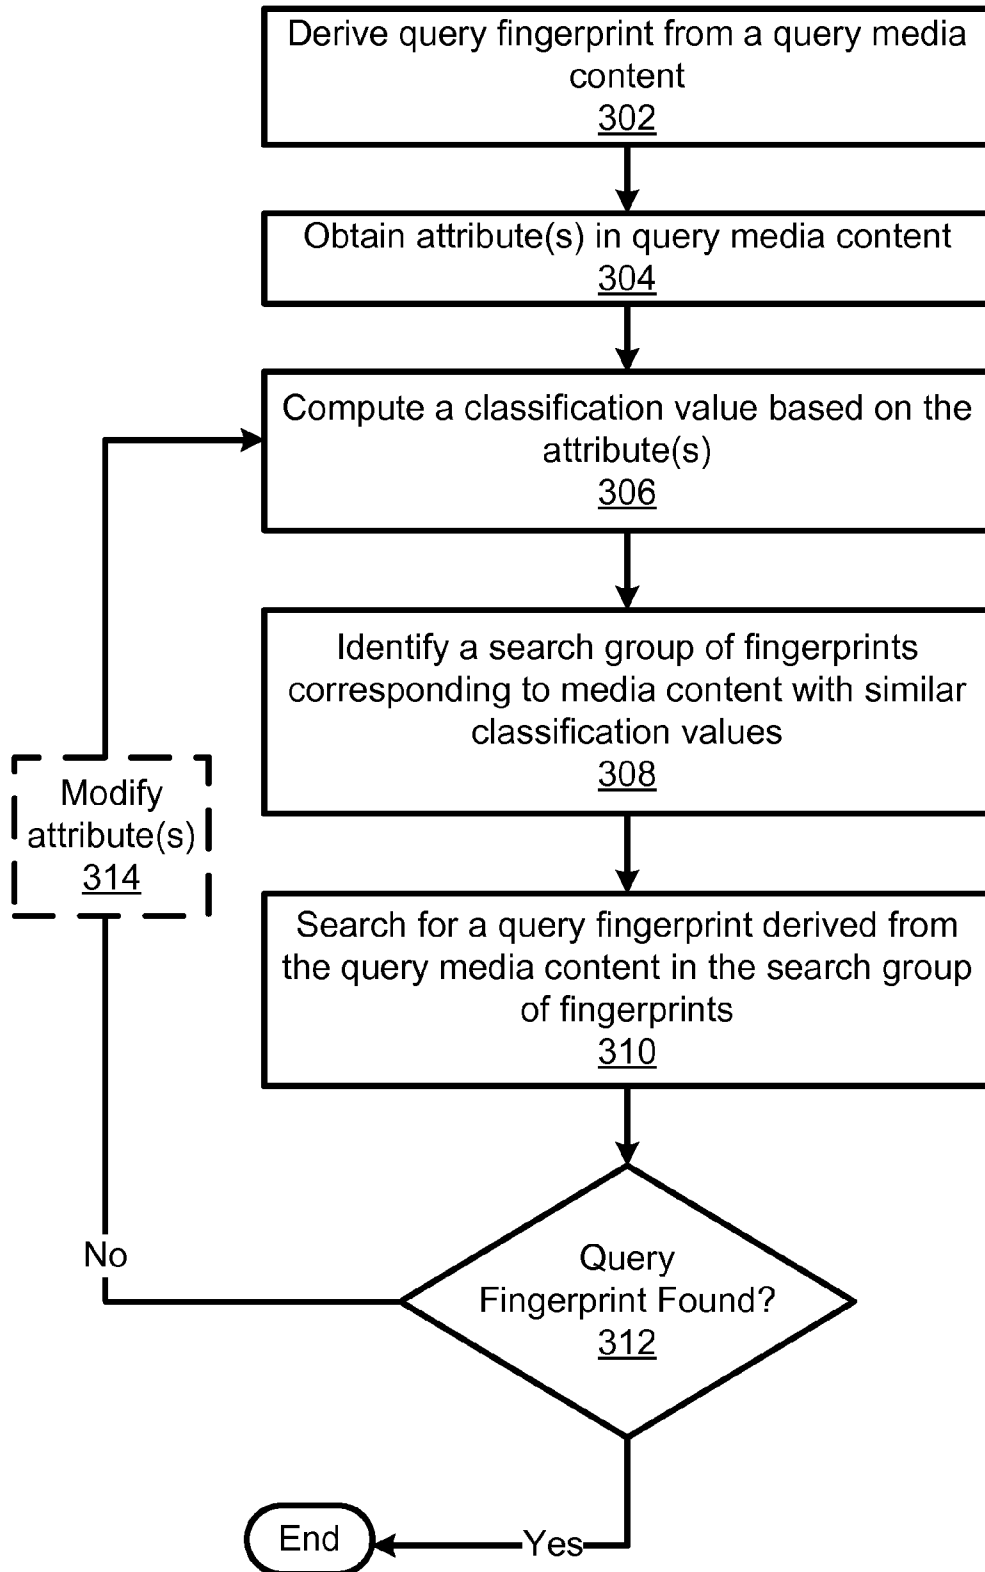 Derive query fingerprint from a query media
content
302
Obtain attribute(s) in query media content
304
Compute a classification value based on the
attribute(s)
306
Identify a search group of fingerprints
corresponding to media content with similar
classification values
308
Modify
attribute(s)
314
Search for a query fingerprint derived from
the query media content in the search group
of fingerprints
310
No
Query
Fingerprint Found?
312
End
Yes